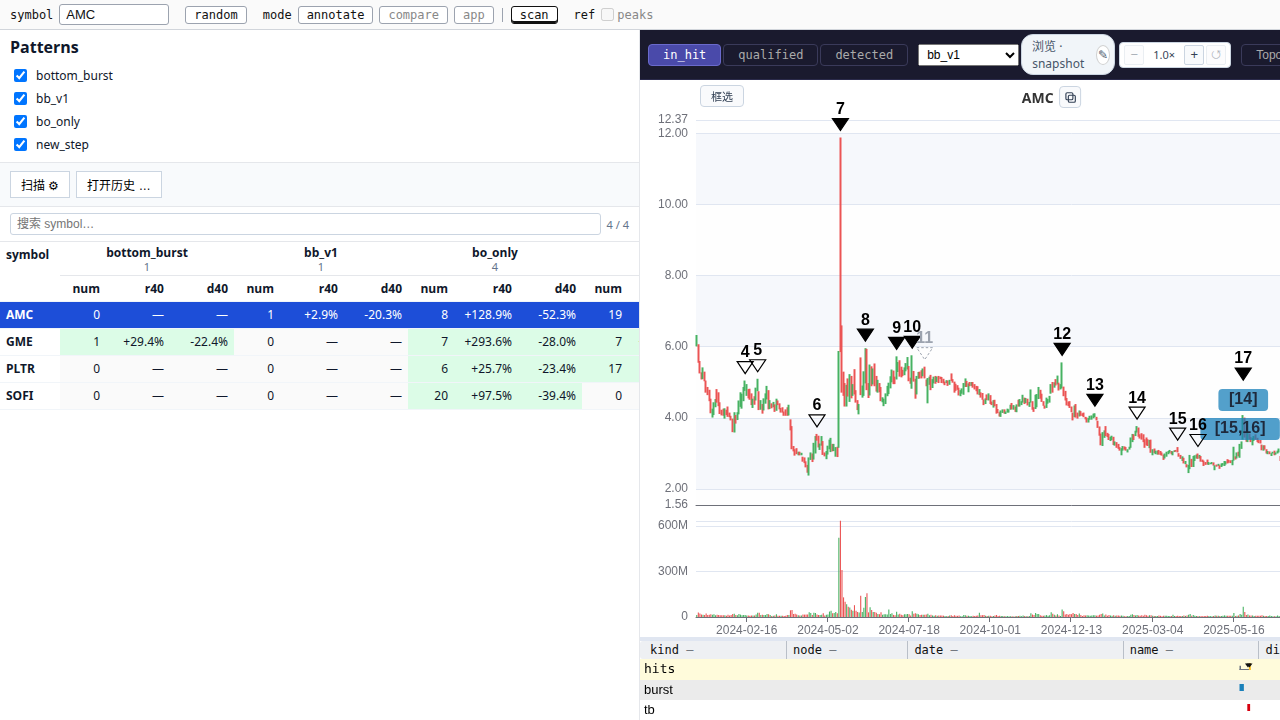 symbol AMC random mode annotate compare app scan ref peaks
Patterns
bottom_burst
bb_v1
bo_only
new_step
扫描 ⚙ 打开历史 …
搜索 symbol… 4 / 4
symbol bottom_burst bb_v1 bo_only
1 1 4
num r40 d40 num r40 d40 num r40 d40 num
AMC 0 — — 1 +2.9% -20.3% 8 +128.9% -52.3% 19
GME 1 +29.4% -22.4% 0 — — 7 +293.6% -28.0% 7
PLTR 0 — — 0 — — 6 +25.7% -23.4% 17
SOFI 0 — — 0 — — 20 +97.5% -39.4% 0
in_hit qualified detected bb_v1 浏览 · snapshot ✎ − 1.0× + ↺ Topo
框选 AMC
12.37
12.00
10.00
8.00
6.00
4.00
2.00
1.56
4 5 6 7 8 9 10 11 12 13 14 15 16 17
[14]
[15,16]
600M
300M
0
2024-02-16 2024-05-02 2024-07-18 2024-10-01 2024-12-13 2025-03-04 2025-05-16
kind — node — date — name — di
hits
burst
tb